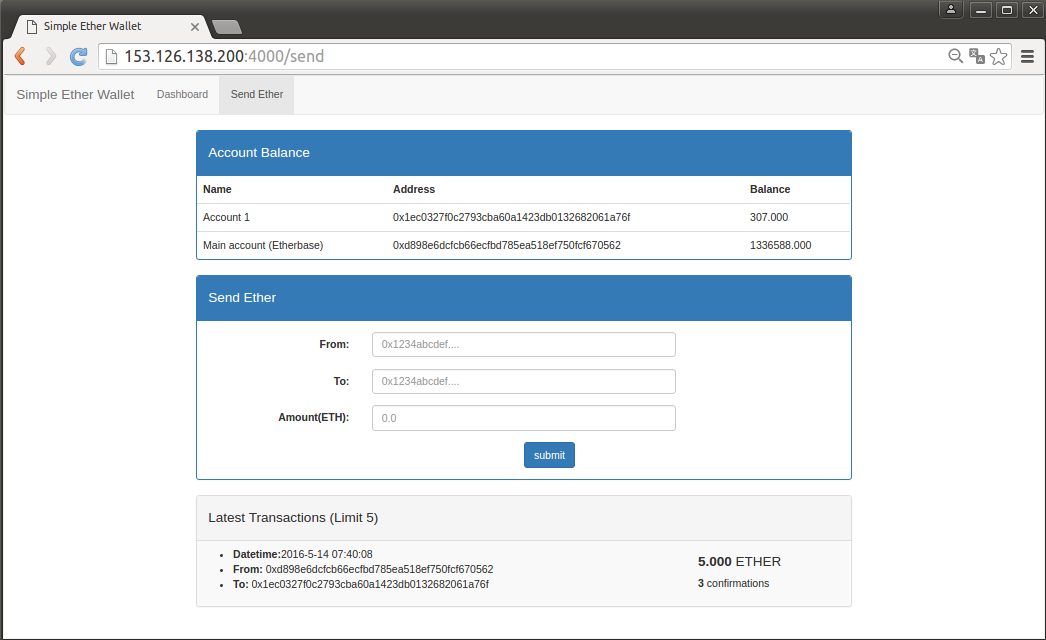 Simple Ether Wallet
153.126.138.200:4000/send
Simple Ether Wallet Dashboard Send Ether
Account Balance
Name Address Balance
Account 1 0x1ec0327f0c2793cba60a1423db0132682061a76f 307.000
Main account (Etherbase) 0xd898e6dcfcb66ecfbd785ea518ef750fcf670562 1336588.000
Send Ether
From: 0x1234abcdef....
To: 0x1234abcdef....
Amount(ETH): 0.0
submit
Latest Transactions (Limit 5)
Datetime:2016-5-14 07:40:08
From: 0xd898e6dcfcb66ecfbd785ea518ef750fcf670562
To: 0x1ec0327f0c2793cba60a1423db0132682061a76f
5.000 ETHER
3 confirmations